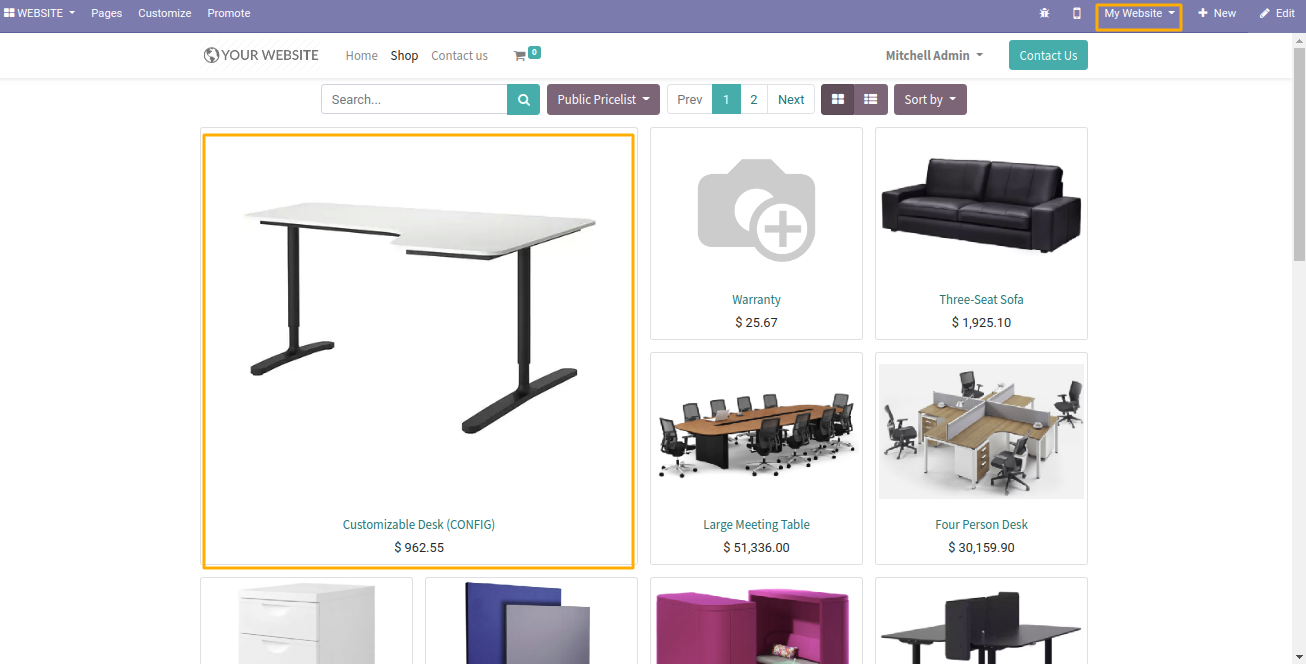 WEBSITE Pages Customize Promote My Website New Edit
YOUR WEBSITE Home Shop Contact us 0 Mitchell Admin Contact Us
Search... Public Pricelist Prev 1 2 Next Sort by
Warranty
$ 25.67
Three-Seat Sofa
$ 1,925.10
Customizable Desk (CONFIG)
$ 962.55
Large Meeting Table
$ 51,336.00
Four Person Desk
$ 30,159.90